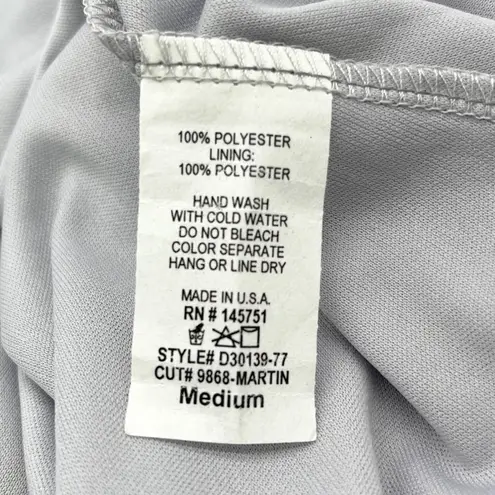 100% POLYESTER
LINING:
100% POLYESTER
HAND WASH
WITH COLD WATER
DO NOT BLEACH
COLOR SEPARATE
HANG OR LINE DRY
MADE IN U.S.A.
RN # 145751
STYLE# D30139-77
CUT# 9868-MARTIN
Medium